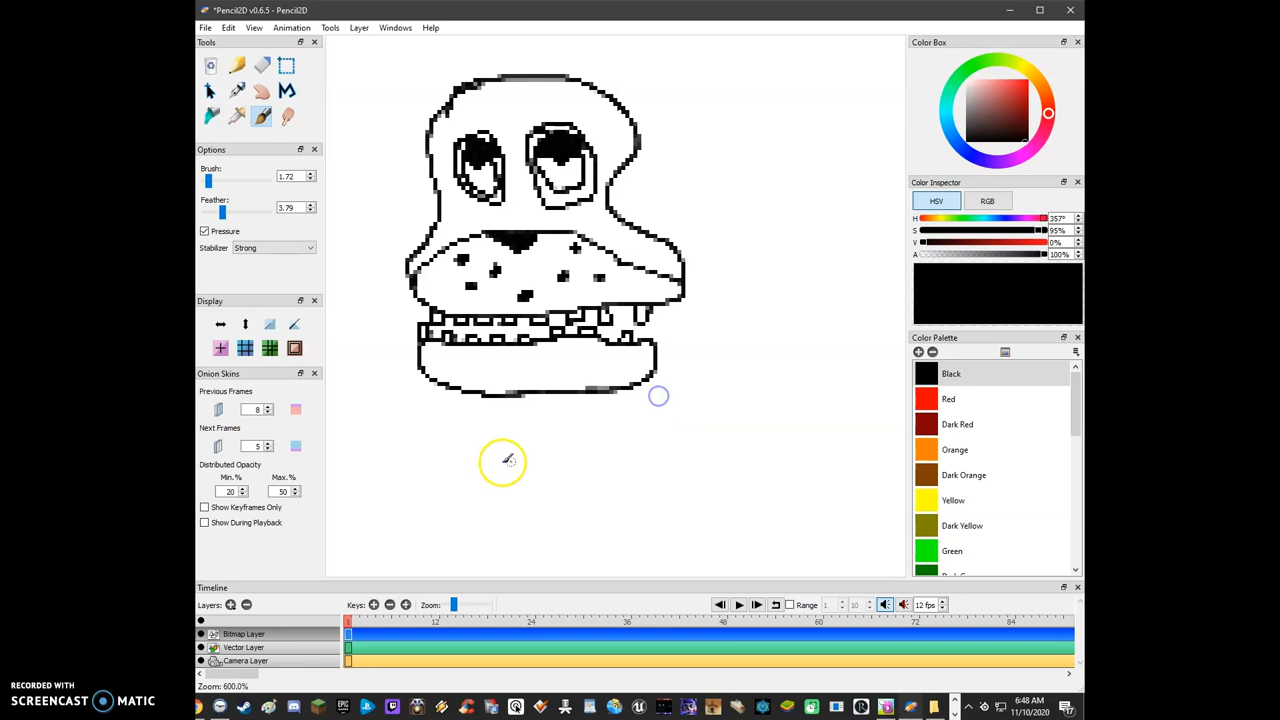 *Pencil2D v0.6.5 - Pencil2D
File Edit View Animation Tools Layer Windows Help
Tools
Options
Brush:
1.72
Feather:
3.79
Pressure
Stabilizer Strong
Display
Onion Skins
Previous Frames
8
Next Frames
5
Distributed Opacity
Min. % Max. %
20 50
Show Keyframes Only
Show During Playback
Color Box
Color Inspector
HSV RGB
H 357°
S 95%
V 0%
A 100%
Color Palette
Black
Red
Dark Red
Orange
Dark Orange
Yellow
Dark Yellow
Green
Timeline
Layers: Keys: Zoom: Range 1 10 12 fps
1 12 24 36 48 60 72 84
Bitmap Layer
Vector Layer
Camera Layer
Zoom: 600.0%
RECORDED WITH
SCREENCAST MATIC
EPIC
6:48 AM
11/10/2020
17